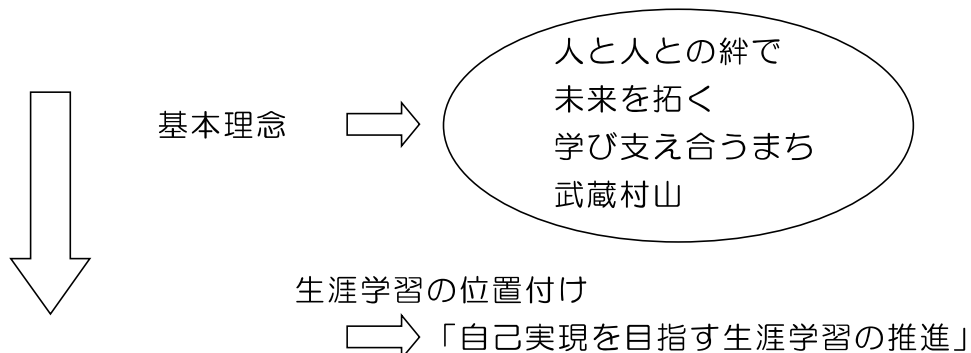 人と人との絆で
未来を拓く
基本理念
学び支え合うまち
武蔵村山
生涯学習の位置付け
「自己実現を目指す生涯学習の推進」